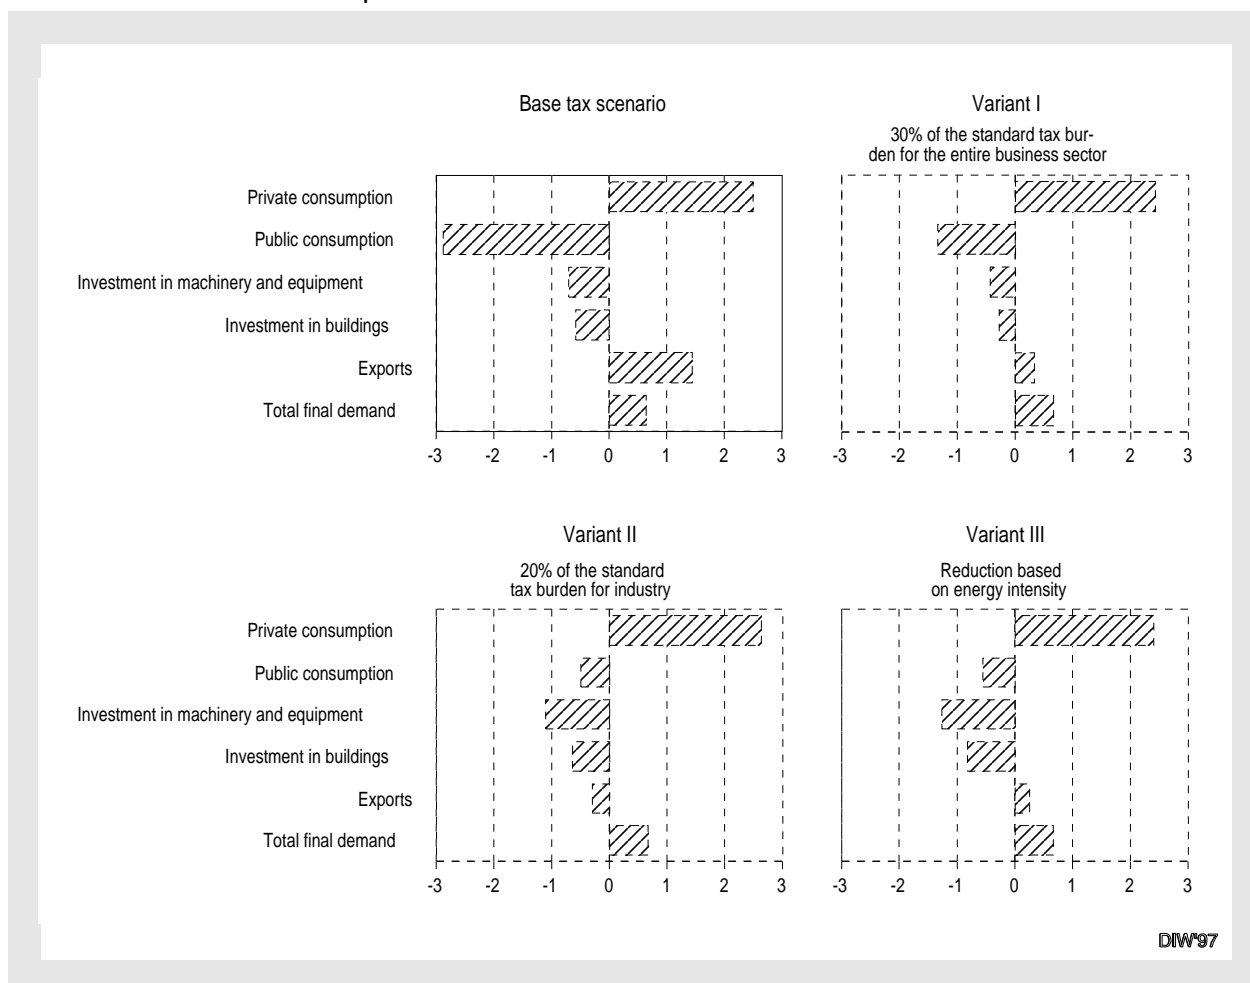 Base tax scenario
Variant I
30% of the standard tax bur-
den for the entire business sector
Private consumption
Public consumption
Investment in machinery and equipment
Investment in buildings
Exports
Total final demand
-3 -2 -1 0 1 2 3
-3 -2 -1 0 1 2 3
Variant II
Variant III
20% of the standard
tax burden for industry
Reduction based
on energy intensity
Private consumption
Public consumption
Investment in machinery and equipment
Investment in buildings
Exports
Total final demand
-3 -2 -1 0 1 2 3
-3 -2 -1 0 1 2 3
DIW'97